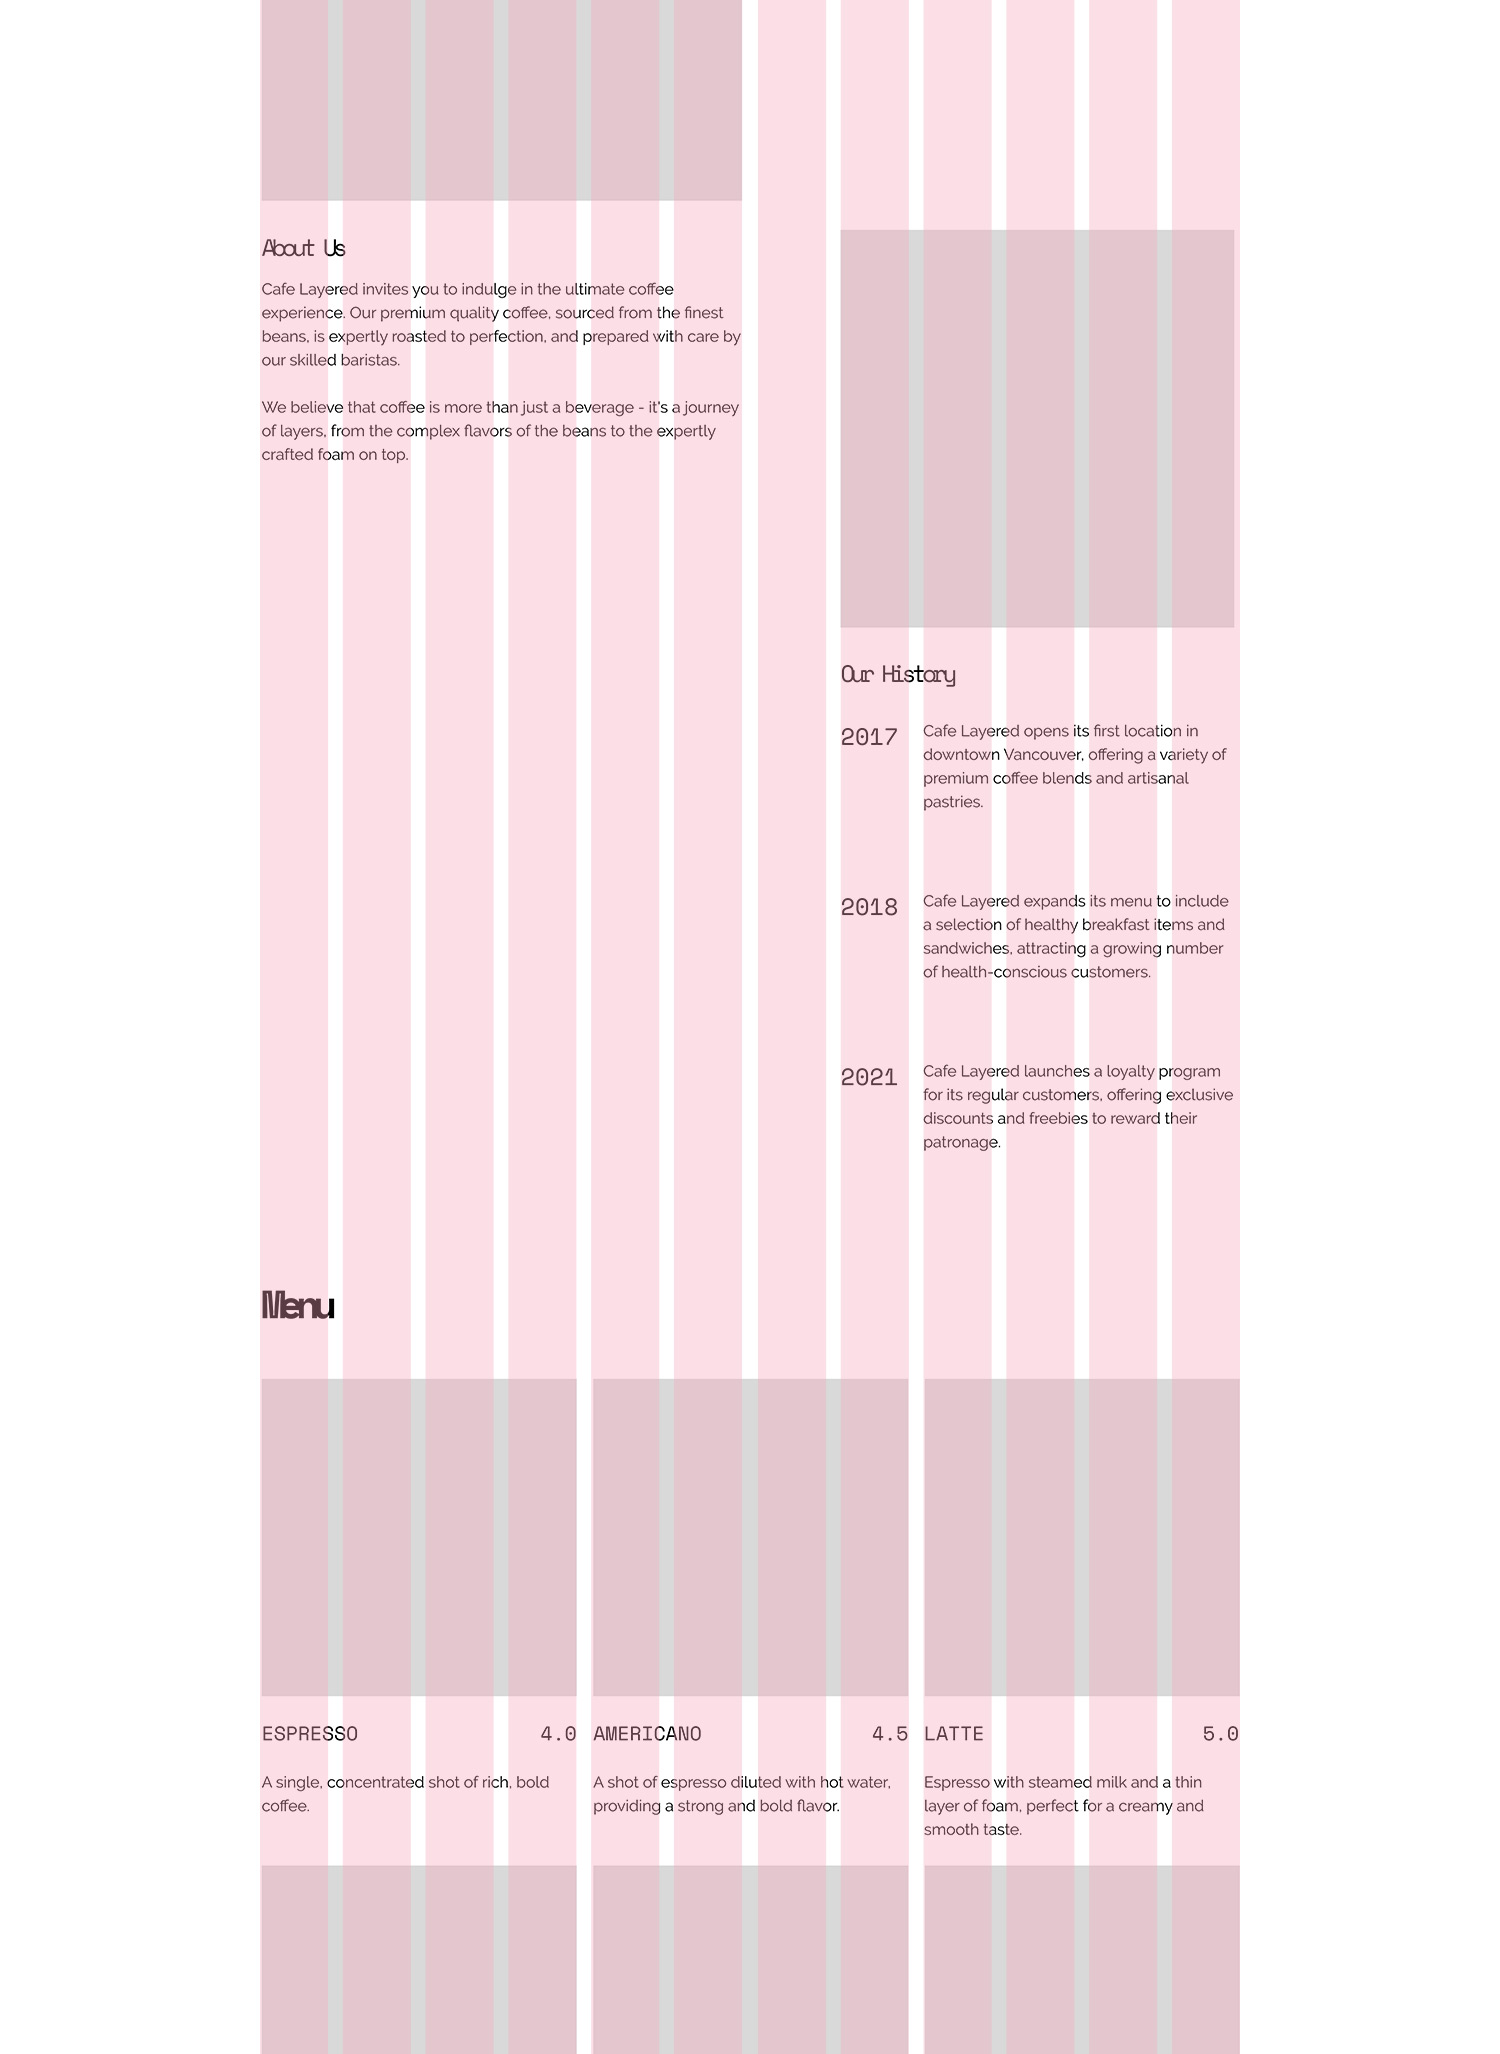 About Us
Cafe Layered invites you to indulge in the ultimate coffee
experience. Our premium quality coffee, sourced from the finest
beans, is expertly roasted to perfection, and prepared with care by
our skilled baristas.
We believe that coffee is more than just a beverage - it's a journey
of layers, from the complex flavors of the beans to the expertly
crafted foam on top.
Our History
2017
Cafe Layered opens its first location in
downtown Vancouver, offering a variety of
premium coffee blends and artisanal
pastries.
2018
Cafe Layered expands its menu to include
a selection of healthy breakfast items and
sandwiches, attracting a growing number
of health-conscious customers.
2021
Cafe Layered launches a loyalty program
for its regular customers, offering exclusive
discounts and freebies to reward their
patronage.
Menu
ESPRESSO 4.0
A single, concentrated shot of rich, bold
coffee.
AMERICANO 4.5
A shot of espresso diluted with hot water,
providing a strong and bold flavor.
LATTE 5.0
Espresso with steamed milk and a thin
layer of foam, perfect for a creamy and
smooth taste.